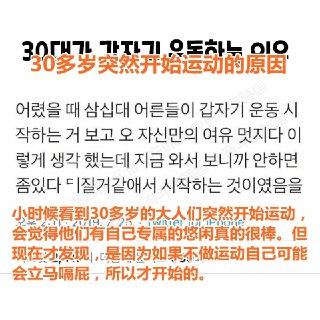 30대가 갑자기 운동하는 이유
30多岁突然开始运动的原因
어렸을 때 삼십대 어른들이 갑자기 운동 시
작하는 거 보고 오 자신만의 여유 멋지다 이
렇게 생각 했는데 지금 와서 보니까 안하면
좀있다 디질거같애서 시작하는 것이였음을
小时候看到30多岁的大人们突然开始运动，
会觉得他们有自己专属的悠闲真的很棒。但
现在才发现，是因为如果不做运动自己可能
会立马嗝屁，所以才开始的。